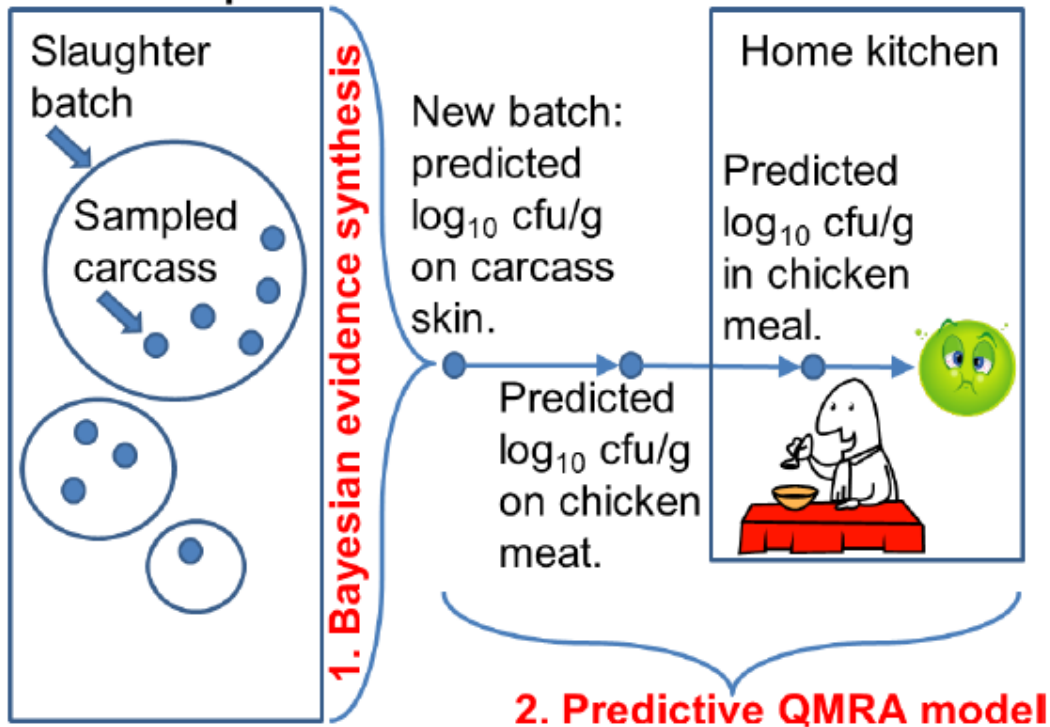 Slaughter
batch
Sampled
carcass
1. Bayesian evidence synthesis
New batch:
predicted
log₁₀ cfu/g
on carcass
skin.
Predicted
log₁₀ cfu/g
on chicken
meat.
Home kitchen
Predicted
log₁₀ cfu/g
in chicken
meal.
2. Predictive QMRA model